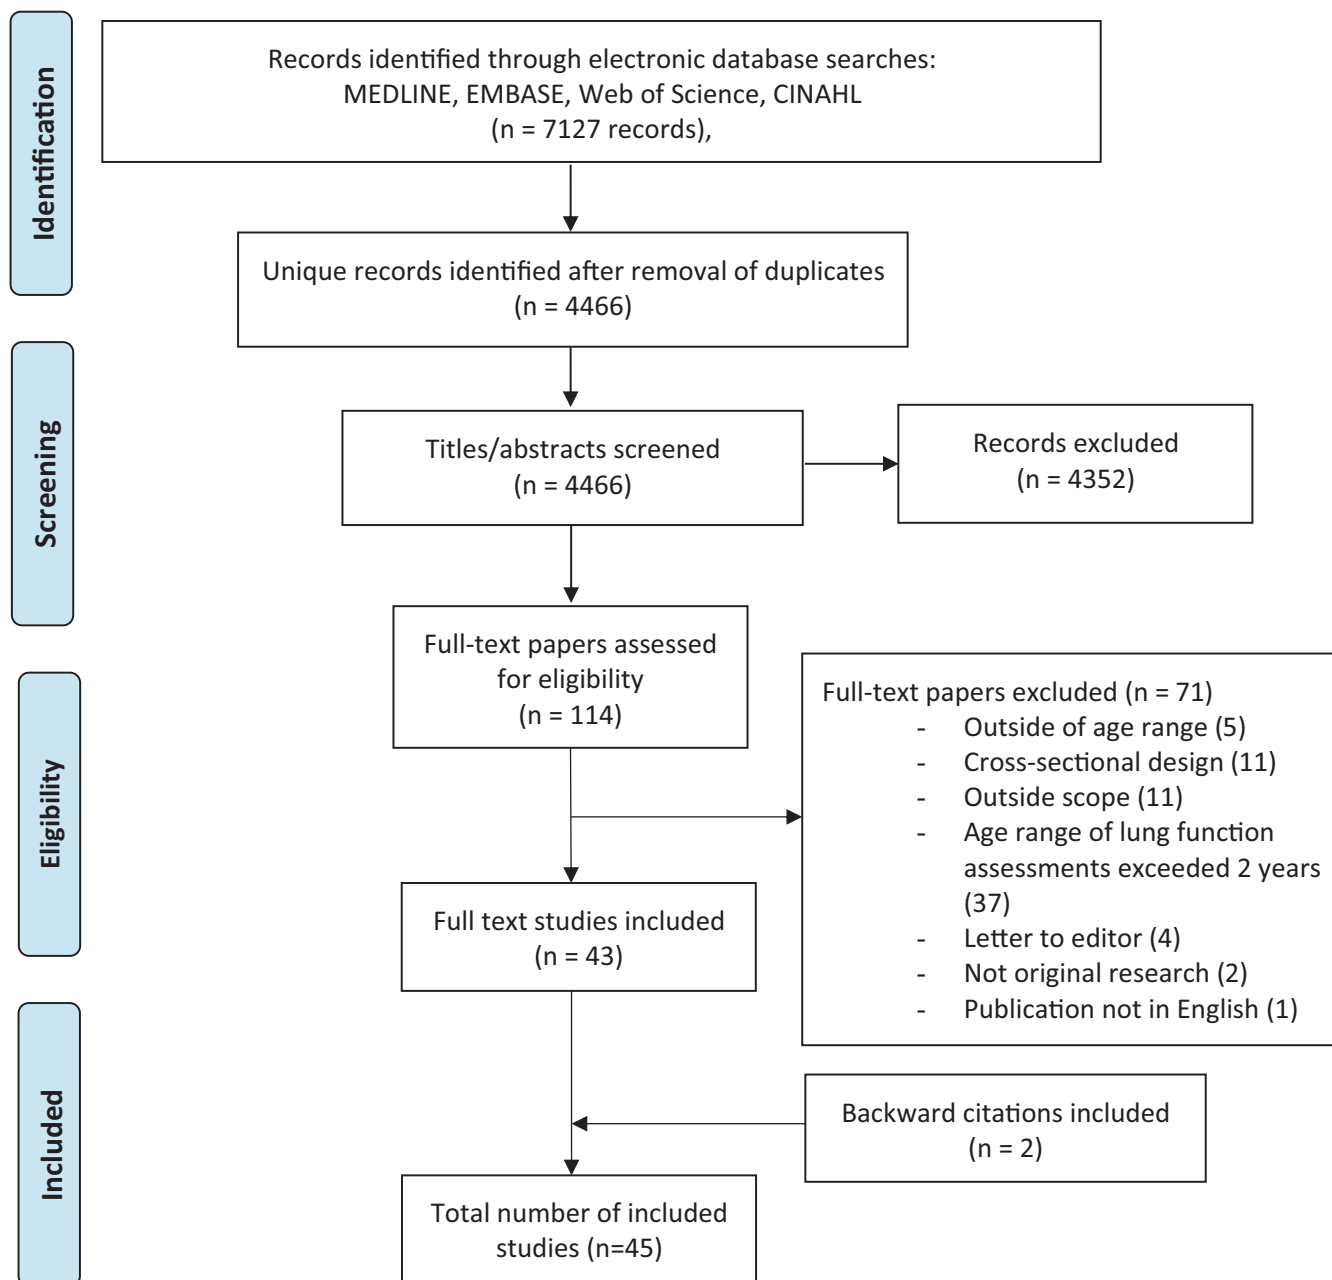 Identification
Records identified through electronic database searches:
MEDLINE, EMBASE, Web of Science, CINAHL
(n = 7127 records),
Unique records identified after removal of duplicates
(n = 4466)
Screening
Titles/abstracts screened
(n = 4466)
Records excluded
(n = 4352)
Eligibility
Full-text papers assessed
for eligibility
(n = 114)
Full-text papers excluded (n = 71)
- Outside of age range (5)
- Cross-sectional design (11)
- Outside scope (11)
- Age range of lung function
assessments exceeded 2 years
(37)
- Letter to editor (4)
- Not original research (2)
- Publication not in English (1)
Full text studies included
(n = 43)
Included
Backward citations included
(n = 2)
Total number of included
studies (n=45)